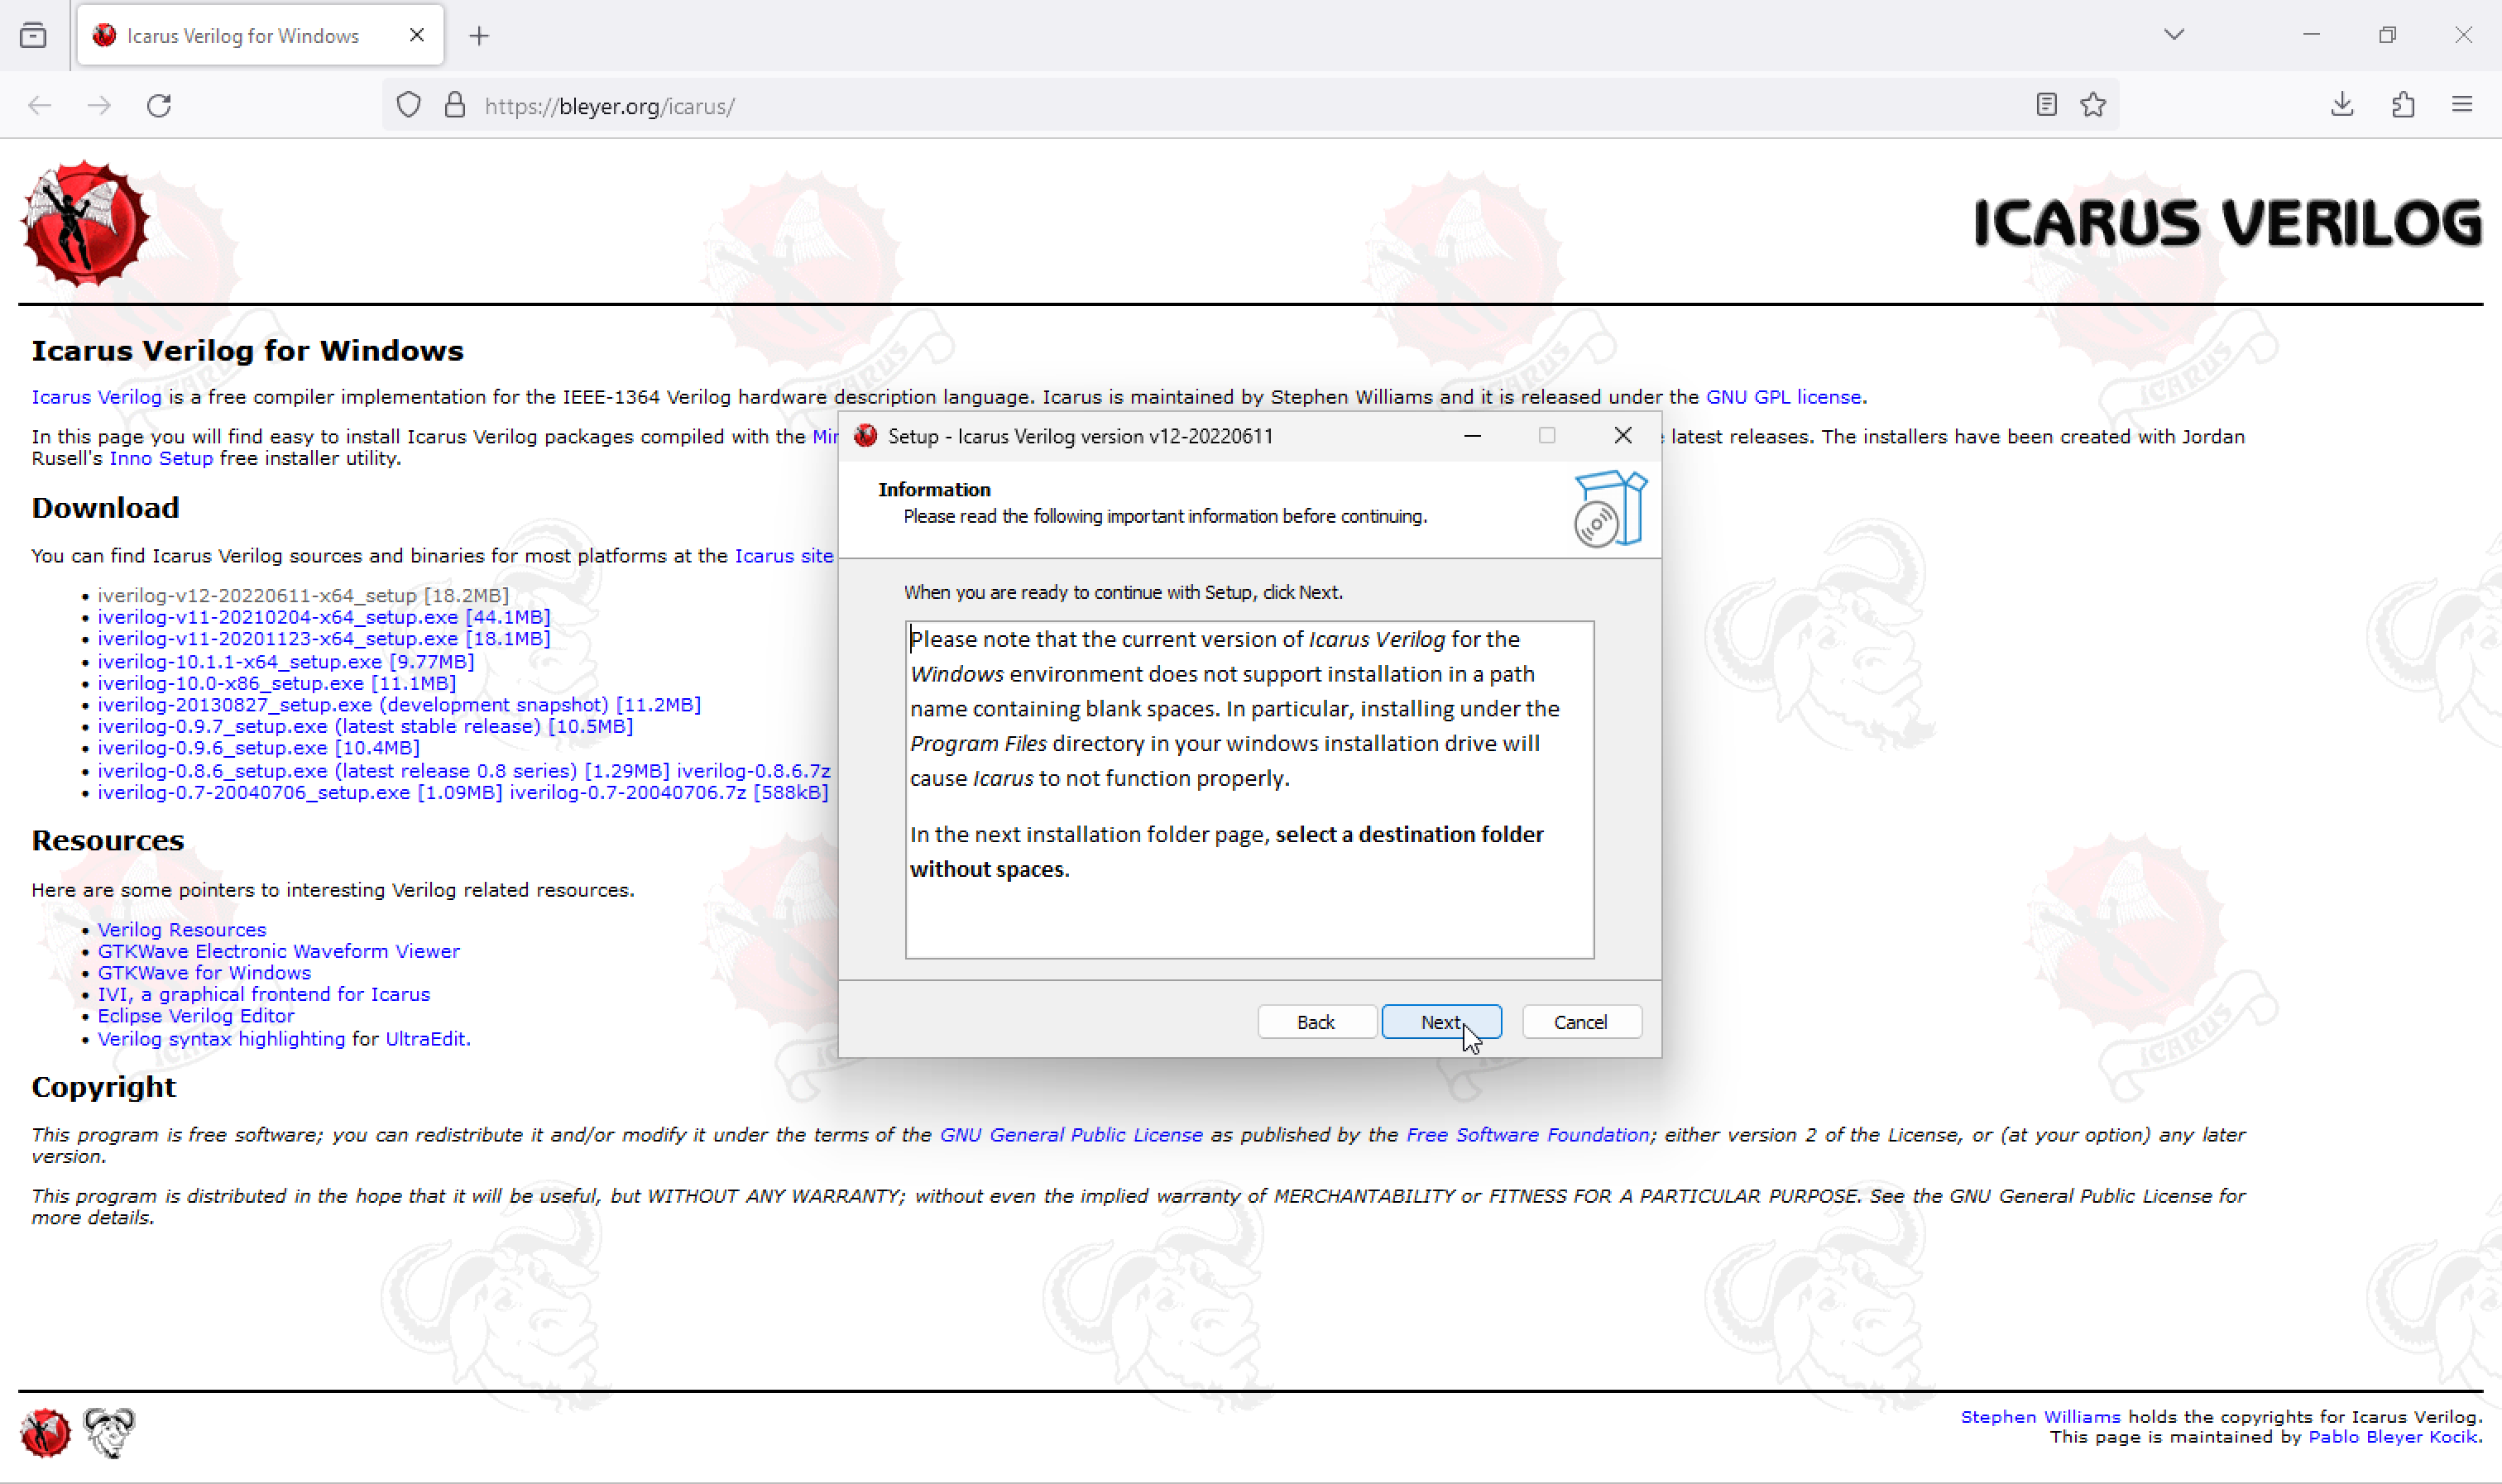 Icarus Verilog for Windows
https://bleyer.org/icarus/
ICARUS VERILOG
Icarus Verilog for Windows
Icarus Verilog is a free compiler implementation for the IEEE-1364 Verilog hardware description language. Icarus is maintained by Stephen Williams and it is released under the GNU GPL license.
In this page you will find easy to install Icarus Verilog packages compiled with the
latest releases. The installers have been created with Jordan
Rusell's Inno Setup free installer utility.
Download
You can find Icarus Verilog sources and binaries for most platforms at the Icarus site
iverilog-v12-20220611-x64_setup [18.2MB]
iverilog-v11-20210204-x64_setup.exe [44.1MB]
iverilog-v11-20201123-x64_setup.exe [18.1MB]
iverilog-10.1.1-x64_setup.exe [9.77MB]
iverilog-10.0-x86_setup.exe [11.1MB]
iverilog-20130827_setup.exe (development snapshot) [11.2MB]
iverilog-0.9.7_setup.exe (latest stable release) [10.5MB]
iverilog-0.9.6_setup.exe [10.4MB]
iverilog-0.8.6_setup.exe (latest release 0.8 series) [1.29MB] iverilog-0.8.6.7z
iverilog-0.7-20040706_setup.exe [1.09MB] iverilog-0.7-20040706.7z [588kB]
Resources
Here are some pointers to interesting Verilog related resources.
Verilog Resources
GTKWave Electronic Waveform Viewer
GTKWave for Windows
IVI, a graphical frontend for Icarus
Eclipse Verilog Editor
Verilog syntax highlighting for UltraEdit.
Copyright
This program is free software; you can redistribute it and/or modify it under the terms of the GNU General Public License as published by the Free Software Foundation; either version 2 of the License, or (at your option) any later
version.
This program is distributed in the hope that it will be useful, but WITHOUT ANY WARRANTY; without even the implied warranty of MERCHANTABILITY or FITNESS FOR A PARTICULAR PURPOSE. See the GNU General Public License for
more details.
Stephen Williams holds the copyrights for Icarus Verilog.
This page is maintained by Pablo Bleyer Kocik.
Setup - Icarus Verilog version v12-20220611
Information
Please read the following important information before continuing.
When you are ready to continue with Setup, click Next.
Please note that the current version of Icarus Verilog for the
Windows environment does not support installation in a path
name containing blank spaces. In particular, installing under the
Program Files directory in your windows installation drive will
cause Icarus to not function properly.
In the next installation folder page, select a destination folder
without spaces.
Back
Next
Cancel